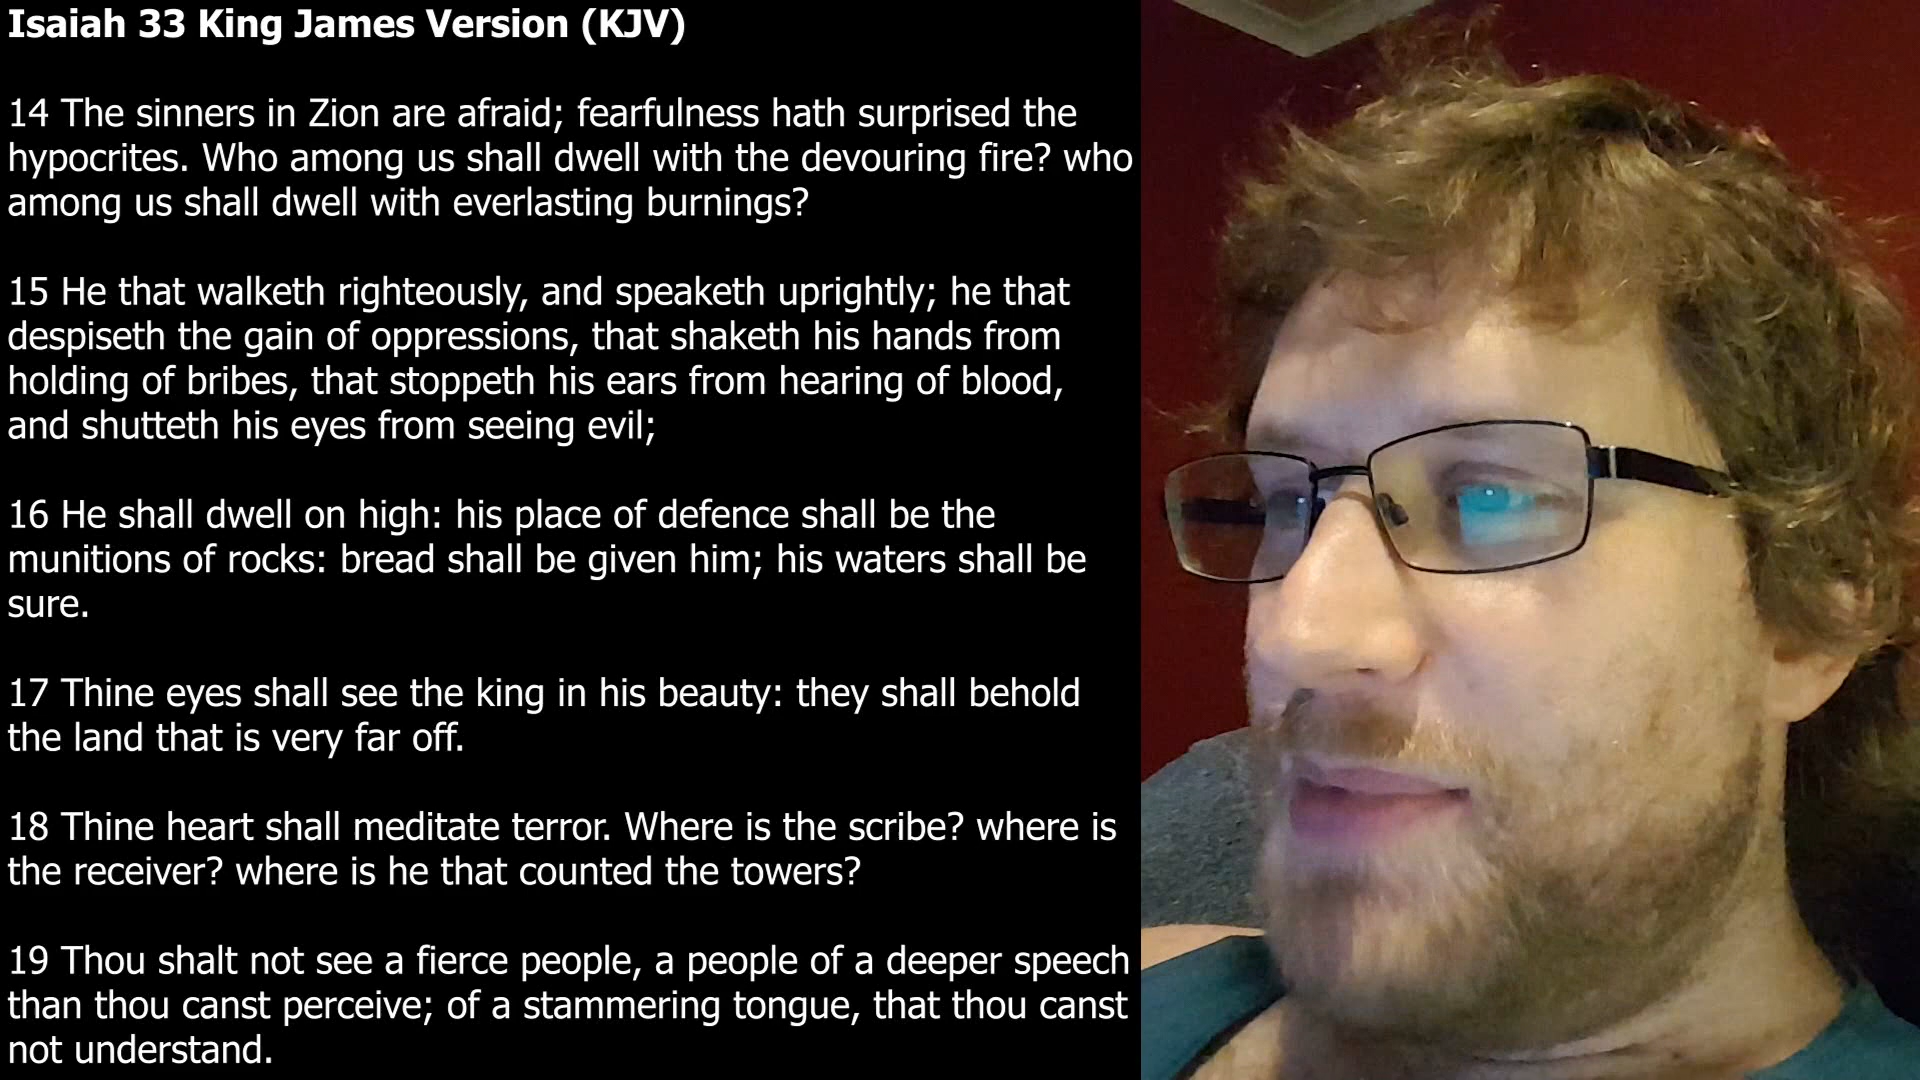 Isaiah 33 King James Version (KJV)
14 The sinners in Zion are afraid; fearfulness hath surprised the
hypocrites. Who among us shall dwell with the devouring fire? who
among us shall dwell with everlasting burnings?
15 He that walketh righteously, and speaketh uprightly; he that
despiseth the gain of oppressions, that shaketh his hands from
holding of bribes, that stoppeth his ears from hearing of blood,
and shutteth his eyes from seeing evil;
16 He shall dwell on high: his place of defence shall be the
munitions of rocks: bread shall be given him; his waters shall be
sure.
17 Thine eyes shall see the king in his beauty: they shall behold
the land that is very far off.
18 Thine heart shall meditate terror. Where is the scribe? where is
the receiver? where is he that counted the towers?
19 Thou shalt not see a fierce people, a people of a deeper speech
than thou canst perceive; of a stammering tongue, that thou canst
not understand.